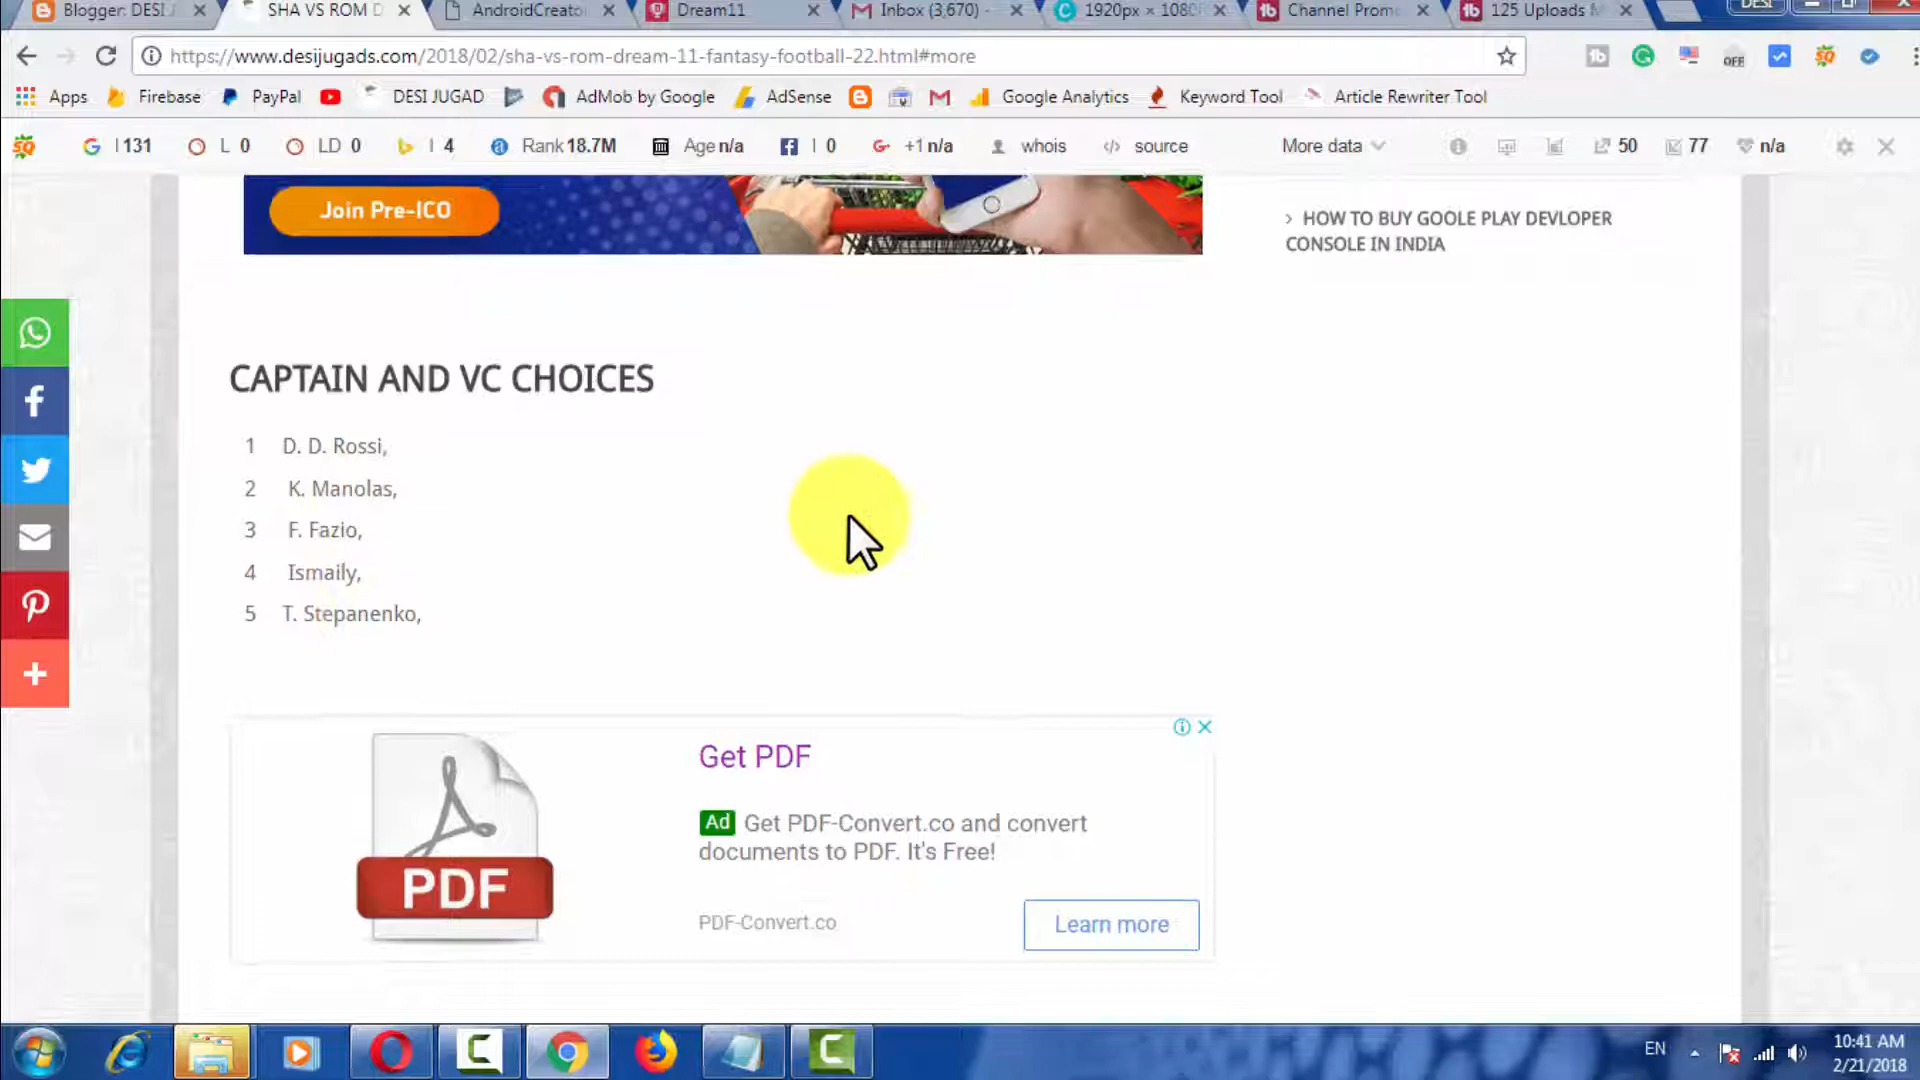 Blogger: DESI
SHA VS ROM D
AndroidCreato
Dream11
Inbox (3,670) -
1920px × 1080
Channel Prom
125 Uploads M
DESI
https://www.desijugads.com/2018/02/sha-vs-rom-dream-11-fantasy-football-22.html#more
OFF
Apps
Firebase
PayPal
DESI JUGAD
AdMob by Google
AdSense
Google Analytics
Keyword Tool
Article Rewriter Tool
SQ
I 131
L 0
LD 0
I 4
Rank 18.7M
Age n/a
I 0
+1 n/a
whois
source
More data
50
77
n/a
Join Pre-ICO
HOW TO BUY GOOLE PLAY DEVLOPER
CONSOLE IN INDIA
CAPTAIN AND VC CHOICES
1 D. D. Rossi,
2 K. Manolas,
3 F. Fazio,
4 Ismaily,
5 T. Stepanenko,
Get PDF
Ad Get PDF-Convert.co and convert
documents to PDF. It's Free!
PDF
PDF-Convert.co
Learn more
EN
10:41 AM
2/21/2018